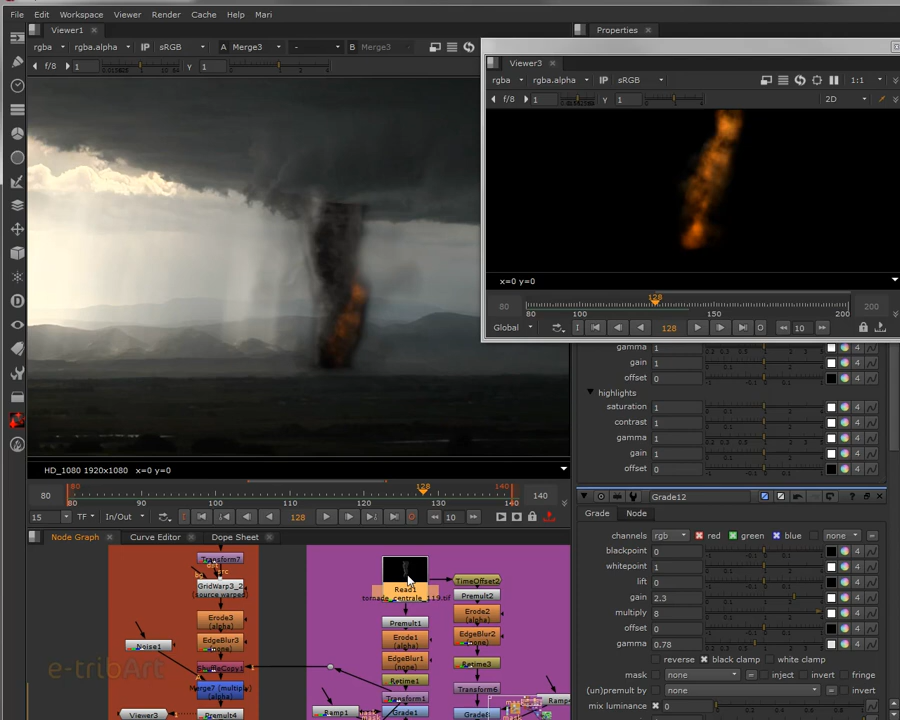 File Edit Workspace Viewer Render Cache Help Mari
Viewer1
Properties
rgba rgba.alpha IP sRGB A Merge3 - B Merge3
f/8 1 Y 1
Viewer3
rgba rgba.alpha IP sRGB 1:1
f/8 1 Y 1 2D
x=0 y=0
80 128 200
80 100 150 200
Global 128 10
gamma 1
gain 1
offset 0
highlights
saturation 1
contrast 1
gamma 1
gain 1
offset 0
HD_1080 1920x1080 x=0 y=0
80 80 128 140 140
80 90 100 110 120 130
15 TF In/Out 128 10
Node Graph Curve Editor Dope Sheet
Grade12
Grade Node
channels rgb red green blue none
blackpoint 0
whitepoint 1
lift 0
gain 2.3
multiply 8
offset 0
gamma 0.78
reverse black clamp white clamp
mask none inject invert fringe
(un)premult by none invert
mix luminance 0
Transform7
GridWarp3_2
(source warped)
Erode3
(alpha)
EdgeBlur3
(none)
Noise1
ShuffleCopy1
Merge7 (multiply)
(alpha)
Viewer3
Premult4
e-tribArt
Read1
tornade_centrale_119.tif
Premult1
Erode1
(alpha)
EdgeBlur1
(none)
Retime1
Transform1
Ramp1
Grade1
TimeOffset2
Premult2
Erode2
(alpha)
EdgeBlur2
(none)
Retime3
Transform6
Grade8